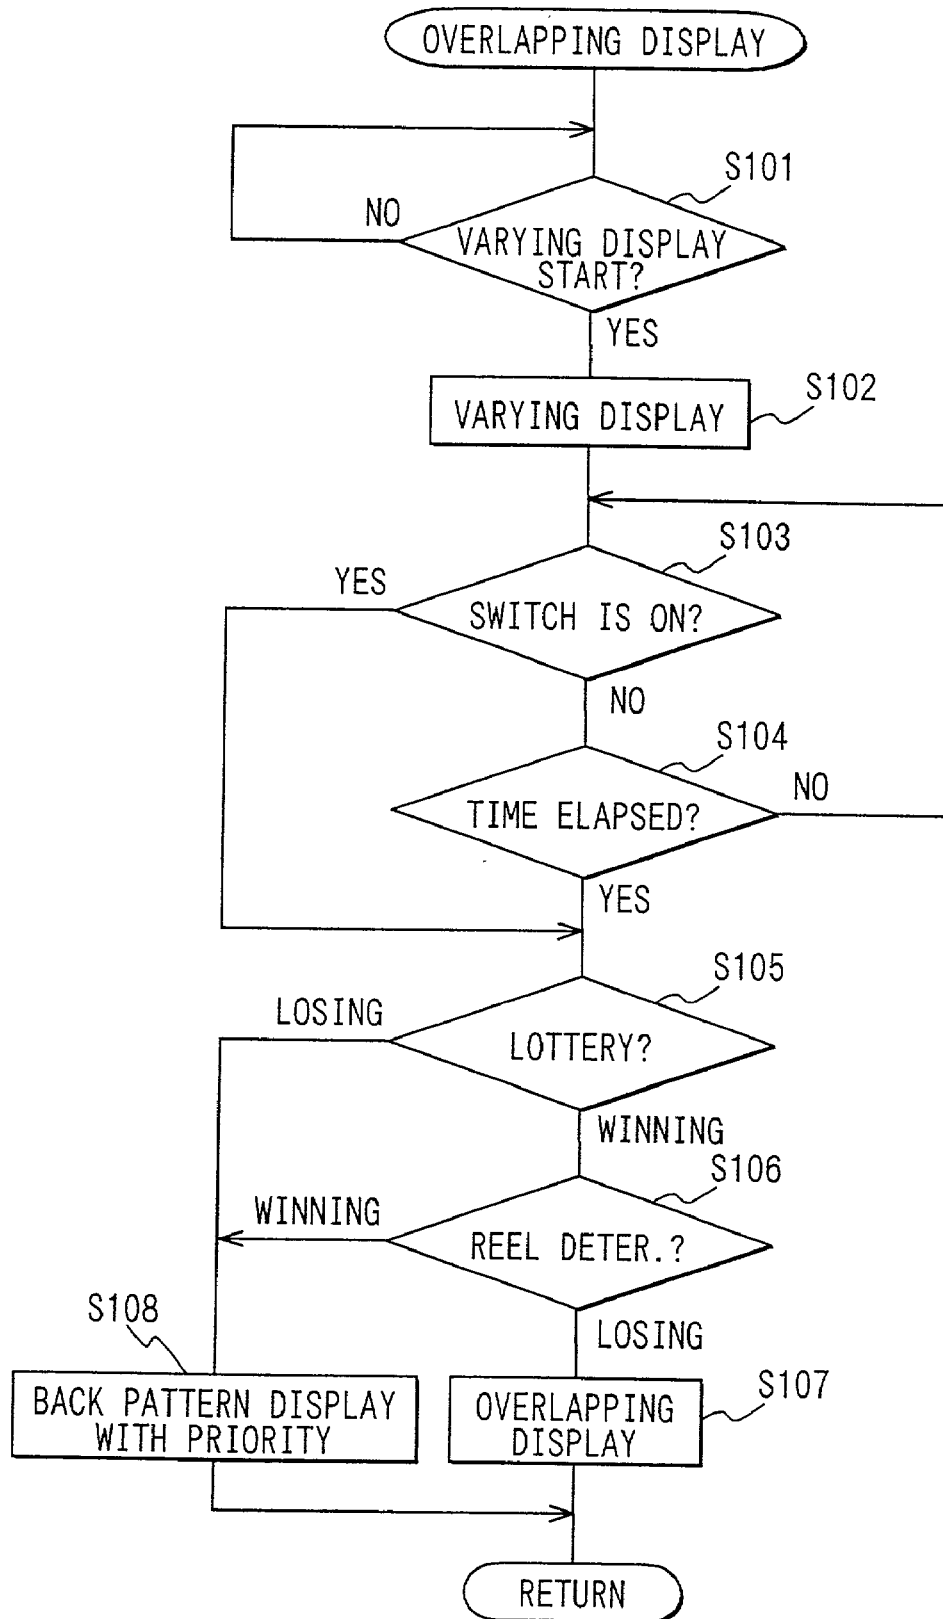 OVERLAPPING DISPLAY
S101
NO
VARYING DISPLAY
START?
YES
S102
VARYING DISPLAY
S103
YES
SWITCH IS ON?
NO
S104
NO
TIME ELAPSED?
YES
S105
LOSING
LOTTERY?
WINNING
S106
WINNING
REEL DETER.?
LOSING
S108
BACK PATTERN DISPLAY
WITH PRIORITY
S107
OVERLAPPING
DISPLAY
RETURN